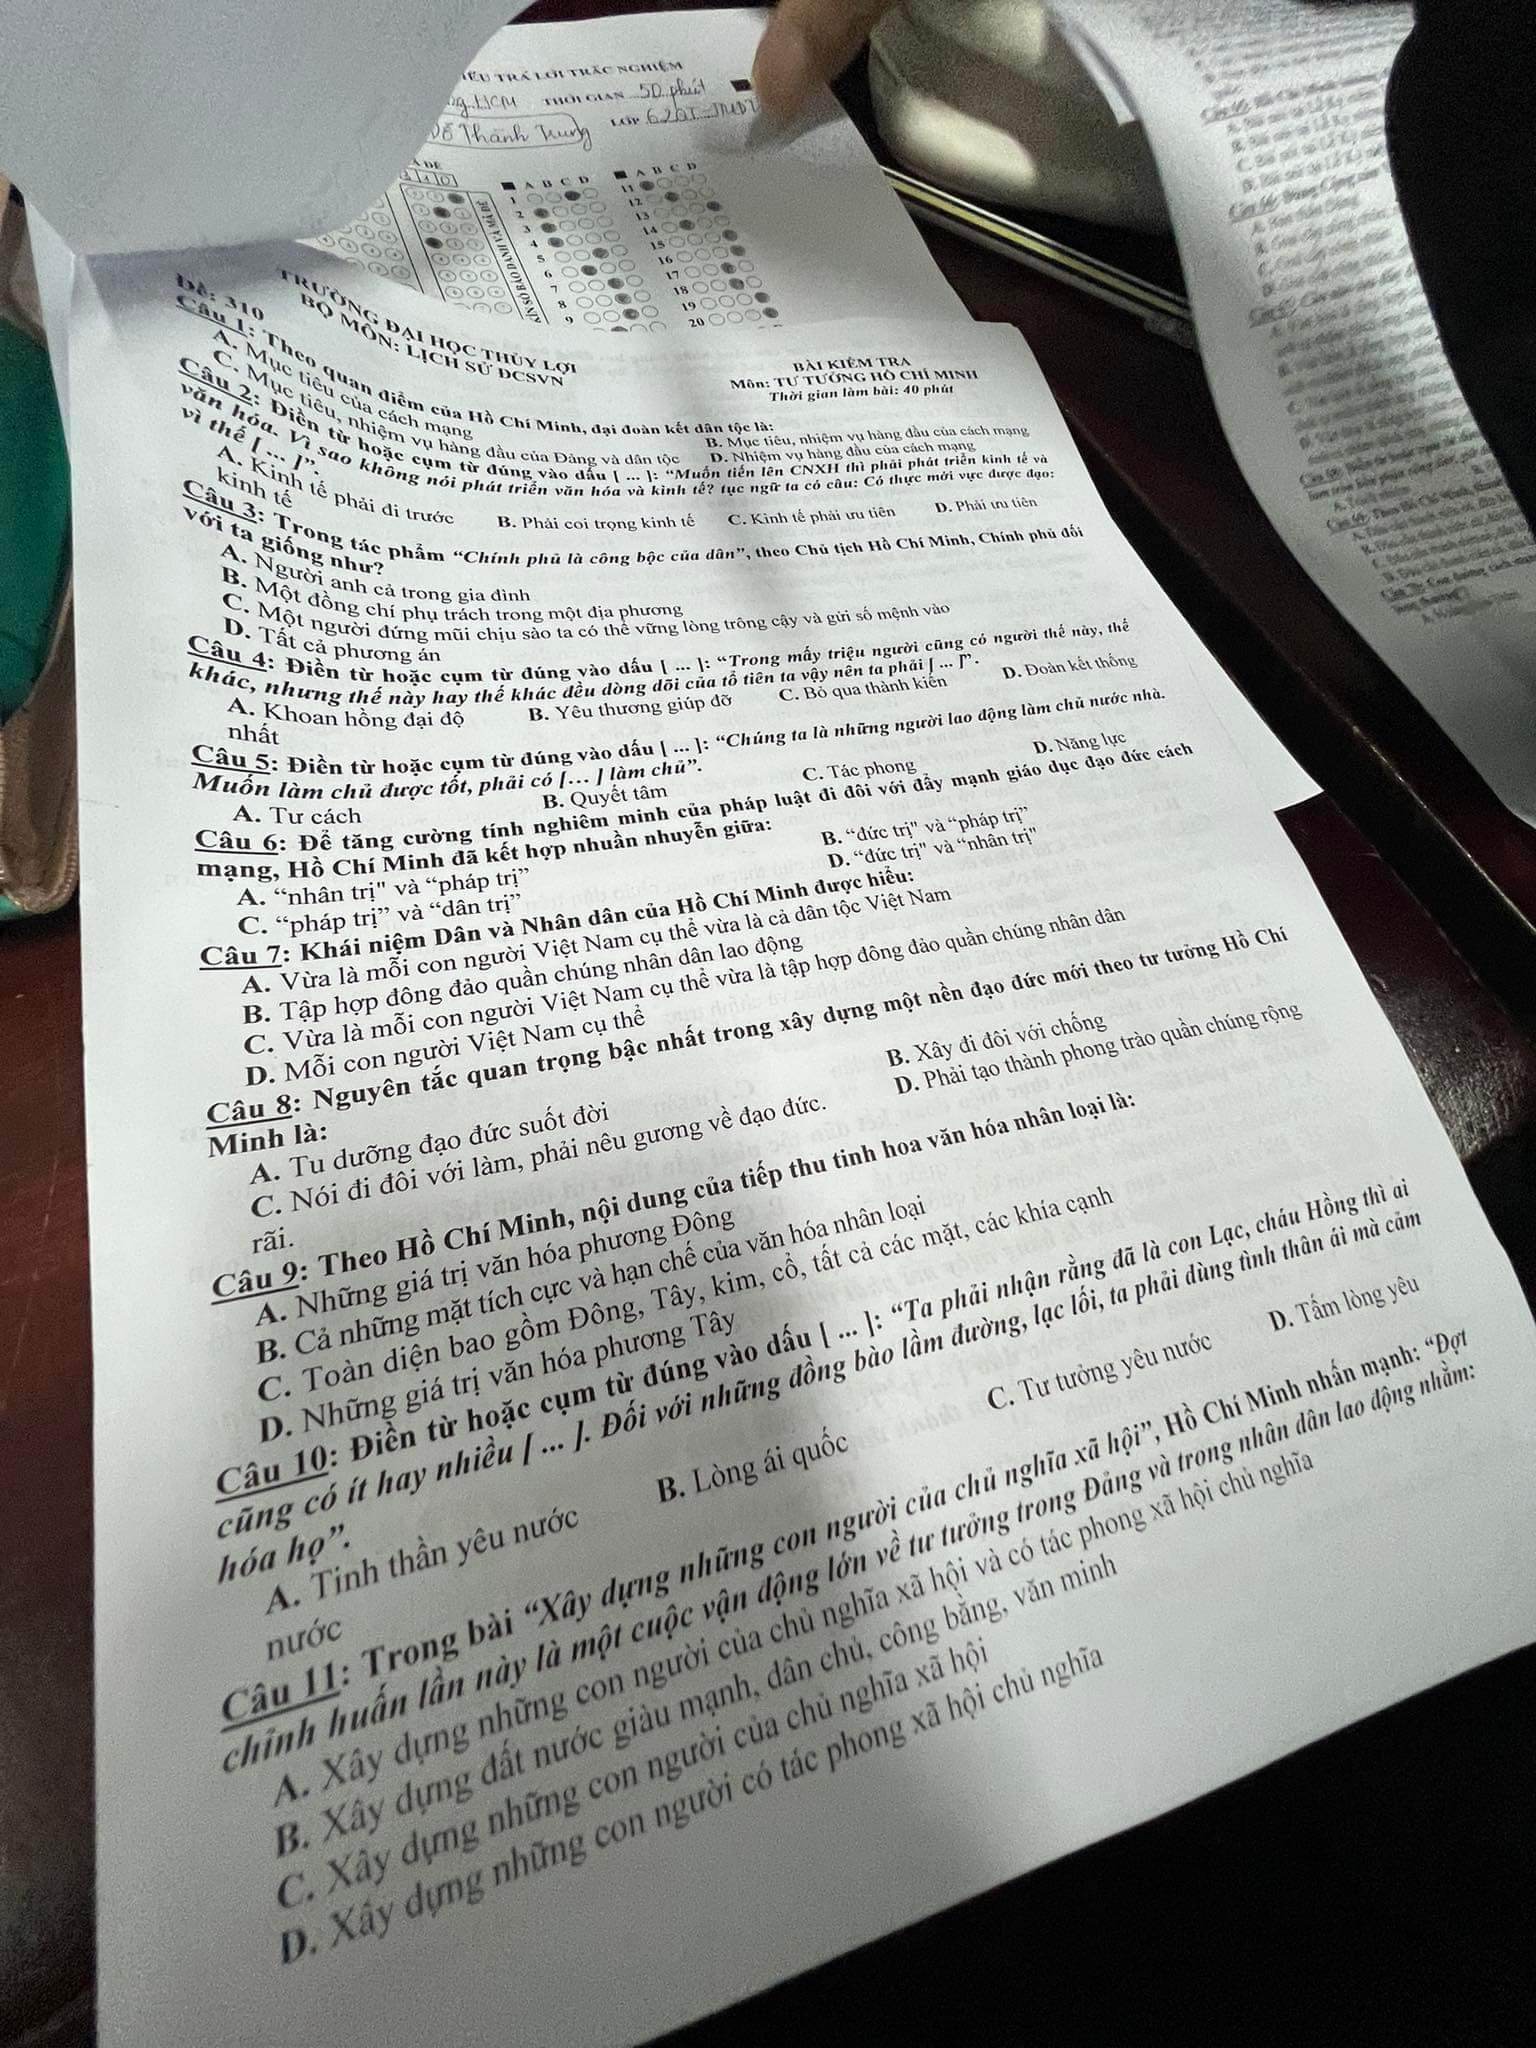 TRẢ LỜI TRẮC NGHIỆM
HCM THỜI GIAN 50 phút
Đỗ Thành Trung LỚP
A B C D
A B C D
1
2
3
4
5
6
7
8
9
11
12
13
14
15
16
17
18
19
20
TRƯỜNG ĐẠI HỌC THỦY LỢI
BỘ MÔN: LỊCH SỬ ĐCSVN
Đề: 310
BÀI KIỂM TRA
Môn: TƯ TƯỞNG HỒ CHÍ MINH
Thời gian làm bài: 40 phút
Câu 1: Theo quan điểm của Hồ Chí Minh, đại đoàn kết dân tộc là:
A. Mục tiêu của cách mạng B. Mục tiêu, nhiệm vụ hàng đầu của cách mạng
C. Mục tiêu, nhiệm vụ hàng đầu của Đảng và dân tộc D. Nhiệm vụ hàng đầu của cách mạng
Câu 2: Điền từ hoặc cụm từ đúng vào dấu [ ... ]: “Muốn tiến lên CNXH thì phải phát triển kinh tế và
văn hóa. Vì sao không nói phát triển văn hóa và kinh tế? tục ngữ ta có câu: Có thực mới vực được đạo:
vì thế [ ... ]”.
A. Kinh tế phải đi trước B. Phải coi trọng kinh tế C. Kinh tế phải ưu tiên D. Phải ưu tiên
kinh tế
Câu 3: Trong tác phẩm “Chính phủ là công bộc của dân”, theo Chủ tịch Hồ Chí Minh, Chính phủ đối
với ta giống như?
A. Người anh cả trong gia đình
B. Một đồng chí phụ trách trong một địa phương
C. Một người đứng mũi chịu sào ta có thể vững lòng trông cậy và gửi số mệnh vào
D. Tất cả phương án
Câu 4: Điền từ hoặc cụm từ đúng vào dấu [ ... ]: “Trong mấy triệu người cũng có người thế này, thế
khác, nhưng thế này hay thế khác đều dòng dõi của tổ tiên ta vậy nên ta phải [ ... ]”.
A. Khoan hồng đại độ B. Yêu thương giúp đỡ C. Bỏ qua thành kiến D. Đoàn kết thống
nhất
Câu 5: Điền từ hoặc cụm từ đúng vào dấu [ ... ]: “Chúng ta là những người lao động làm chủ nước nhà.
Muốn làm chủ được tốt, phải có [... ] làm chủ”.
A. Tư cách B. Quyết tâm C. Tác phong D. Năng lực
Câu 6: Để tăng cường tính nghiêm minh của pháp luật đi đôi với đẩy mạnh giáo dục đạo đức cách
mạng, Hồ Chí Minh đã kết hợp nhuần nhuyễn giữa:
A. “nhân trị" và “pháp trị” B. “đức trị" và “pháp trị”
C. “pháp trị” và “dân trị” D. “đức trị" và “nhân trị"
Câu 7: Khái niệm Dân và Nhân dân của Hồ Chí Minh được hiểu:
A. Vừa là mỗi con người Việt Nam cụ thể vừa là cả dân tộc Việt Nam
B. Tập hợp đông đảo quần chúng nhân dân lao động
C. Vừa là mỗi con người Việt Nam cụ thể vừa là tập hợp đông đảo quần chúng nhân dân
D. Mỗi con người Việt Nam cụ thể
Câu 8: Nguyên tắc quan trọng bậc nhất trong xây dựng một nền đạo đức mới theo tư tưởng Hồ Chí
Minh là:
A. Tu dưỡng đạo đức suốt đời B. Xây đi đôi với chống
C. Nói đi đôi với làm, phải nêu gương về đạo đức. D. Phải tạo thành phong trào quần chúng rộng
rãi.
Câu 9: Theo Hồ Chí Minh, nội dung của tiếp thu tinh hoa văn hóa nhân loại là:
A. Những giá trị văn hóa phương Đông
B. Cả những mặt tích cực và hạn chế của văn hóa nhân loại
C. Toàn diện bao gồm Đông, Tây, kim, cổ, tất cả các mặt, các khía cạnh
D. Những giá trị văn hóa phương Tây
Câu 10: Điền từ hoặc cụm từ đúng vào dấu [ ... ]: “Ta phải nhận rằng đã là con Lạc, cháu Hồng thì ai
cũng có ít hay nhiều [ ... ]. Đối với những đồng bào lầm đường, lạc lối, ta phải dùng tình thân ái mà cảm
hóa họ”.
A. Tinh thần yêu nước B. Lòng ái quốc C. Tư tưởng yêu nước D. Tấm lòng yêu
nước
Câu 11: Trong bài “Xây dựng những con người của chủ nghĩa xã hội”, Hồ Chí Minh nhấn mạnh: “Đợt
chỉnh huấn lần này là một cuộc vận động lớn về tư tưởng trong Đảng và trong nhân dân lao động nhằm:
A. Xây dựng những con người của chủ nghĩa xã hội và có tác phong xã hội chủ nghĩa
B. Xây dựng đất nước giàu mạnh, dân chủ, công bằng, văn minh
C. Xây dựng những con người của chủ nghĩa xã hội
D. Xây dựng những con người có tác phong xã hội chủ nghĩa